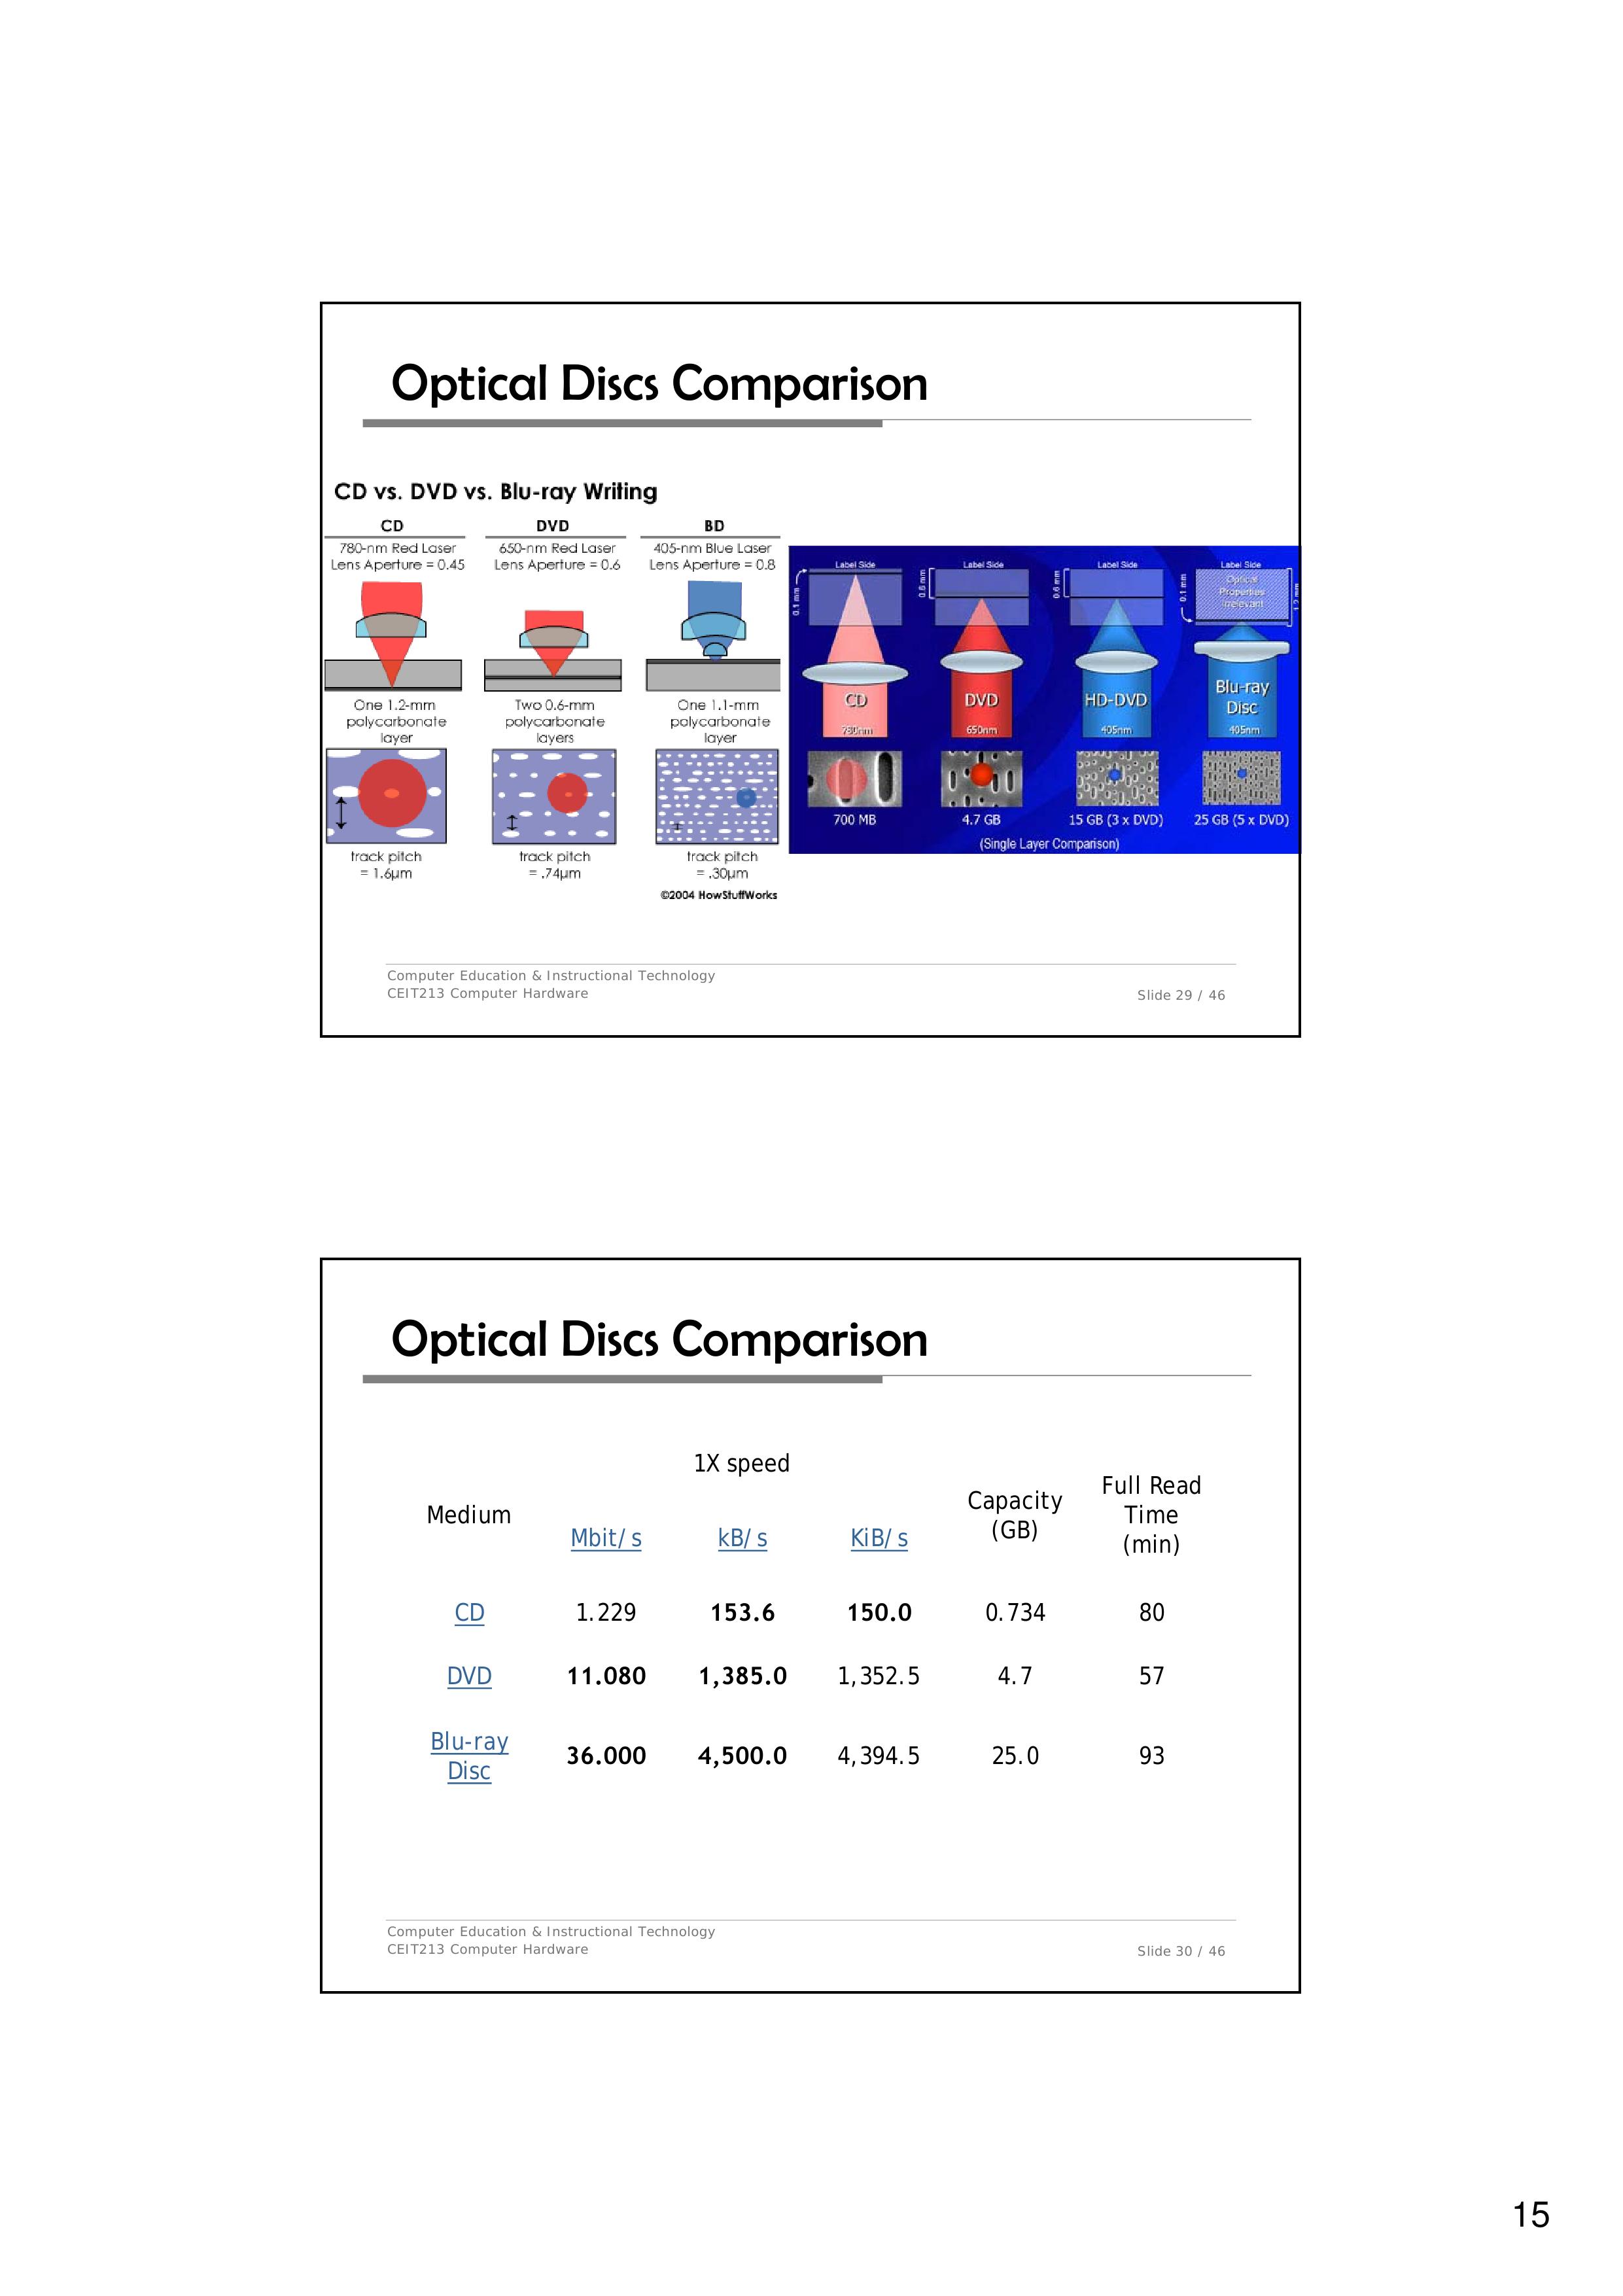 Optical Discs Comparison
CD vs. DVD vs. Blu-ray Writing
CD
780-nm Red Laser
Lens Aperture = 0.45
One 1.2-mm
polycarbonate
layer
track pitch
= 1.6µm
DVD
650-nm Red Laser
Lens Aperture = 0.6
Two 0.6-mm
polycarbonate
layers
track pitch
= .74µm
BD
405-nm Blue Laser
Lens Aperture = 0.8
One 1.1-mm
polycarbonate
layer
track pitch
= .30µm
©2004 HowStuffWorks
Label Side
0.1 mm
CD
780nm
700 MB
Label Side
0.6 mm
DVD
650nm
4.7 GB
Label Side
0.6 mm
HD-DVD
405nm
15 GB (3 x DVD)
Label Side
0.1 mm
Optical
Properties
Irrelevant
Blu-ray
Disc
405nm
25 GB (5 x DVD)
(Single Layer Comparison)
Computer Education & Instructional Technology
CEIT213 Computer Hardware
Slide 29 / 46
Optical Discs Comparison
Medium
1X speed
Capacity
(GB)
Full Read
Time
(min)
Mbit/s kB/s KiB/s
CD 1.229 153.6 150.0 0.734 80
DVD 11.080 1,385.0 1,352.5 4.7 57
Blu-ray
Disc 36.000 4,500.0 4,394.5 25.0 93
Computer Education & Instructional Technology
CEIT213 Computer Hardware
Slide 30 / 46
15